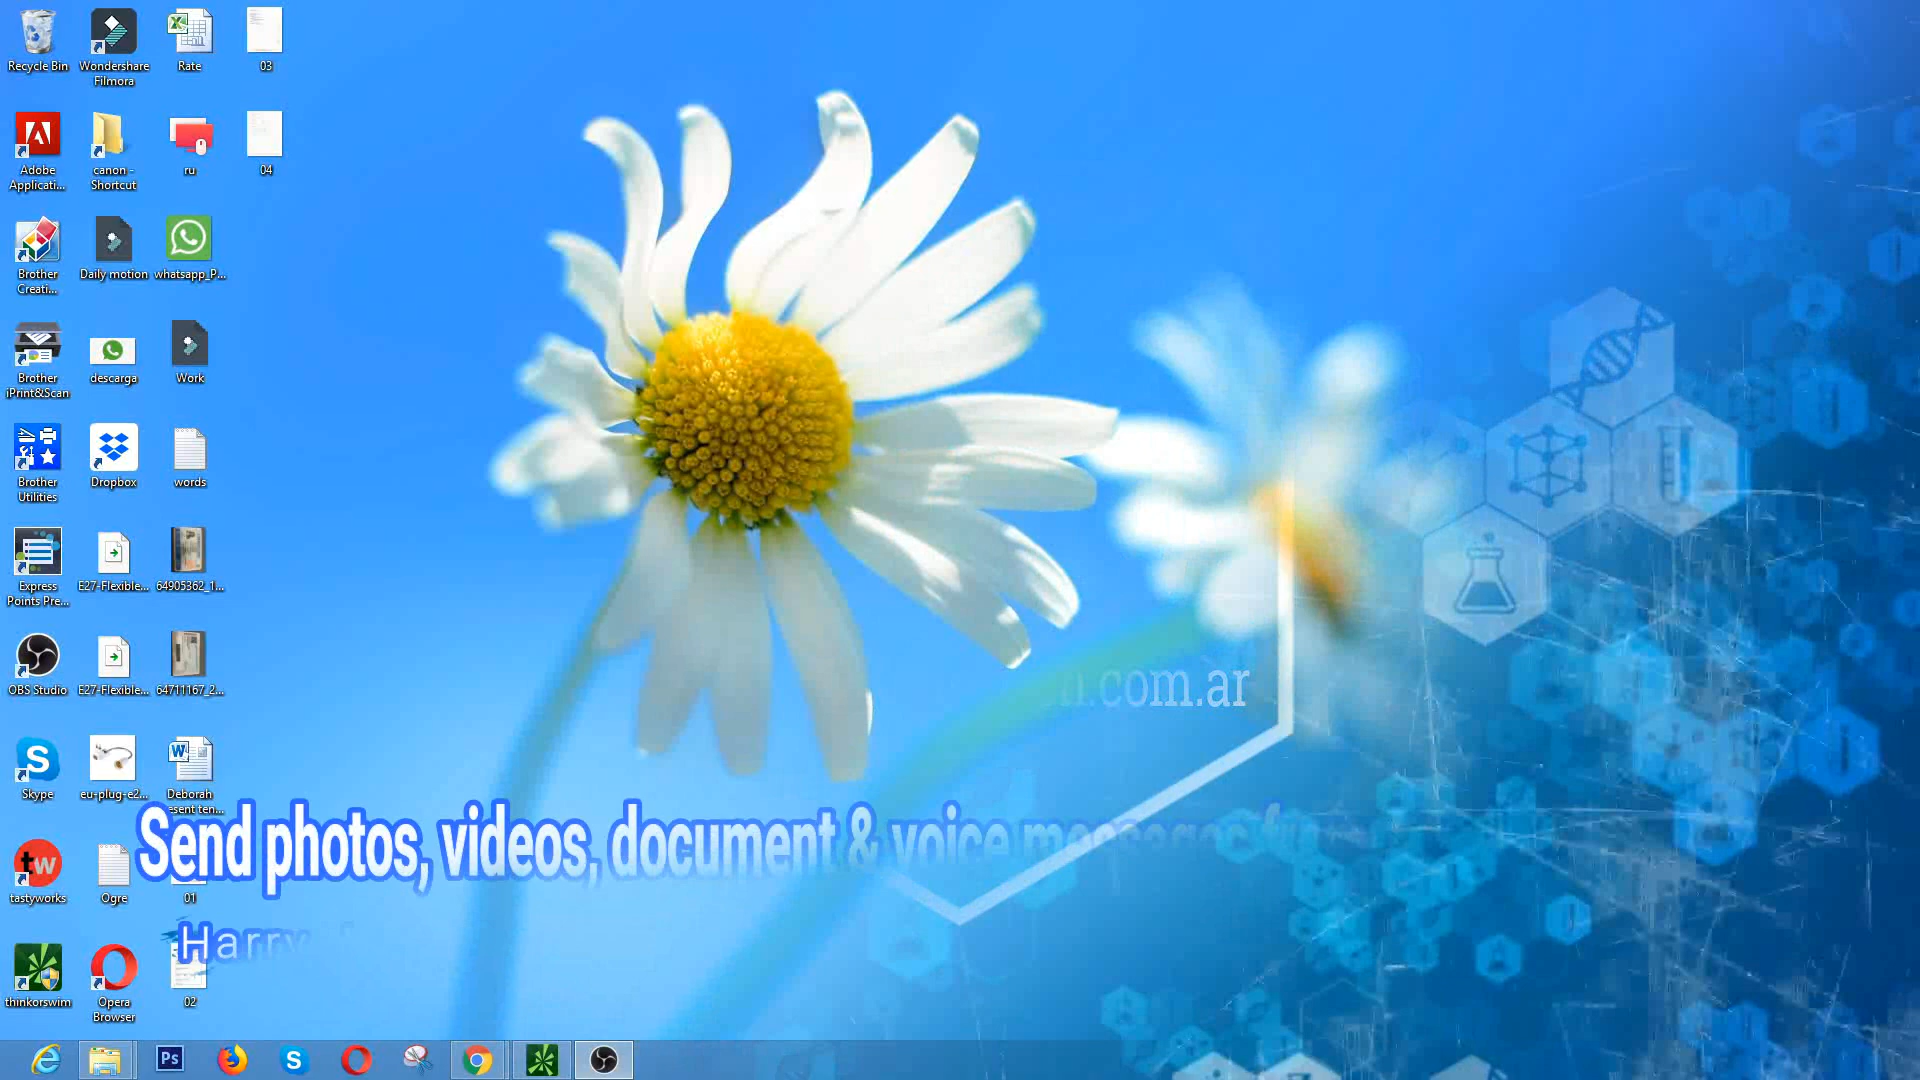 Recycle Bin
Wondershare
Filmora
Rate
03
Adobe
Applicati...
canon -
Shortcut
ru
04
Brother
Creati...
Daily motion
whatsapp_P...
Brother
iPrint&Scan
descarga
Work
Brother
Utilities
Dropbox
words
Express
Points Pre...
E27-Flexible...
64905362_1...
OBS Studio
E27-Flexible...
64711167_2...
.com.ar
Skype
eu-plug-e2...
Deborah
esent ten...
Send photos, videos, document & voice messages
tw
tastyworks
Ogre
01
Harry
thinkorswim
Opera
Browser
02
Ps